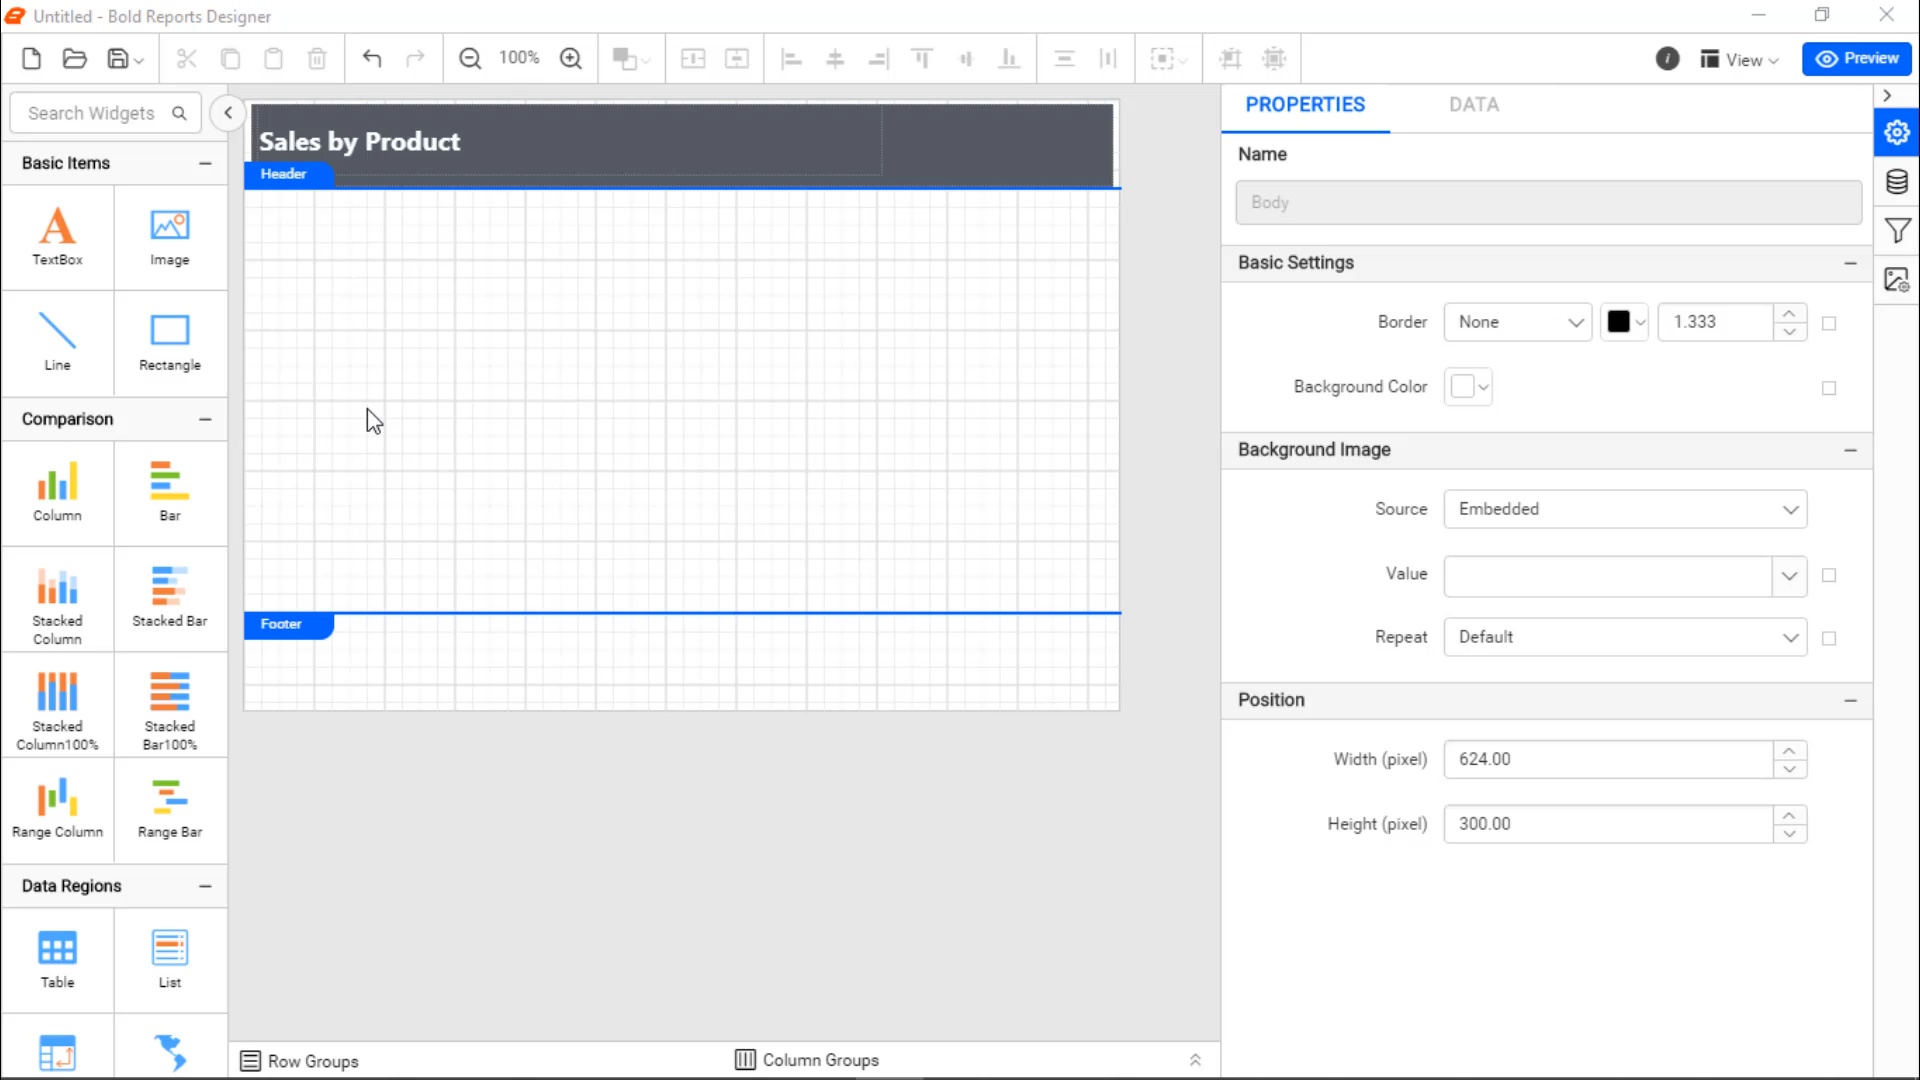 Untitled - Bold Reports Designer
100%
View
Preview
Search Widgets
Basic Items
TextBox
Image
Line
Rectangle
Comparison
Column
Bar
Stacked
Column
Stacked Bar
Stacked
Column100%
Stacked
Bar100%
Range Column
Range Bar
Data Regions
Table
List
Sales by Product
Header
Footer
Row Groups
Column Groups
PROPERTIES
DATA
Name
Body
Basic Settings
Border
None
1.333
Background Color
Background Image
Source
Embedded
Value
Repeat
Default
Position
Width (pixel)
624.00
Height (pixel)
300.00